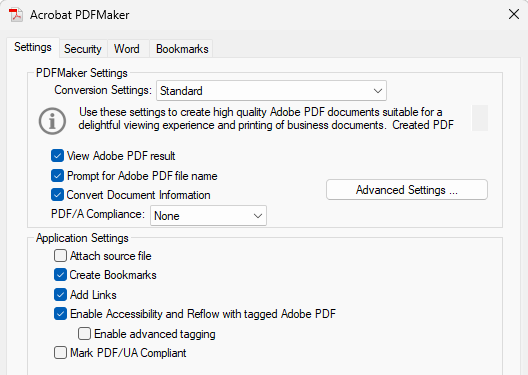 Acrobat PDFMaker
Settings Security Word Bookmarks
PDFMaker Settings
Conversion Settings: Standard
Use these settings to create high quality Adobe PDF documents suitable for a
delightful viewing experience and printing of business documents. Created PDF
View Adobe PDF result
Prompt for Adobe PDF file name
Convert Document Information
Advanced Settings ...
PDF/A Compliance: None
Application Settings
Attach source file
Create Bookmarks
Add Links
Enable Accessibility and Reflow with tagged Adobe PDF
Enable advanced tagging
Mark PDF/UA Compliant